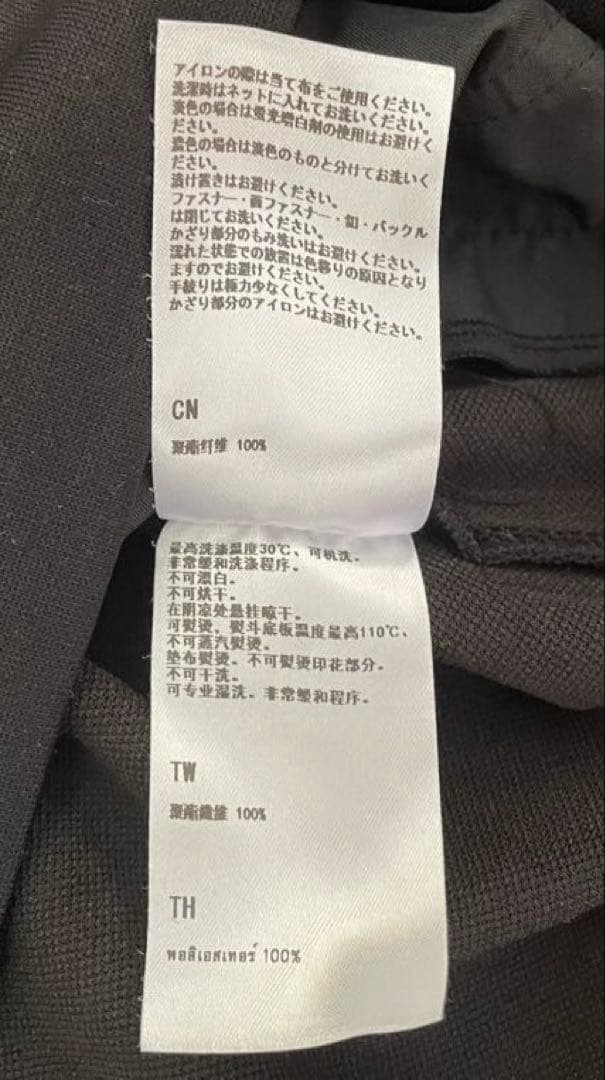 アイロンの際は当て布をご使用ください。
洗濯時はネットに入れてお洗いください。
淡色の場合は蛍光増白剤の使用はお避けく
ださい。
濃色の場合は淡色のものと分けてお洗いく
ださい。
漬け置きはお避けください。
ファスナー・面ファスナー・釦・バックル
は閉じてお洗いください。
かざり部分のもみ洗いはお避けください。
濡れた状態での放置は色移りの原因となり
ますのでお避けください。
手絞りは極力少なくしてください。
かざり部分のアイロンはお避けください。
CN
聚酯纤维 100%
最高洗涤温度30℃、可机洗。
非常缓和洗涤程序。
不可漂白。
不可烘干。
在阴凉处悬挂晾干。
可熨烫，熨斗底板温度最高110℃、
不可蒸汽熨烫。
垫布熨烫。不可熨烫印花部分。
不可干洗。
可专业湿洗。非常缓和程序。
TW
聚酯纖維 100%
TH
พอลิเอสเทอร์ 100%